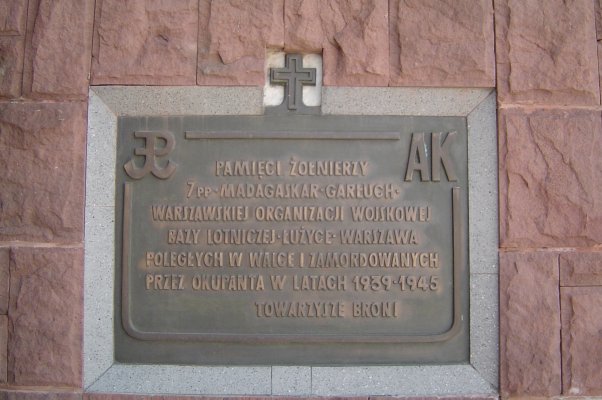 AK
PAMIĘCI ŻOŁNIERZY
7PP-MADAGASKAR-GARŁUCH-
WARSZAWSKIEJ ORGANIZACJI WOJSKOWEJ
BAZY LOTNICZEJ-ŁUŻYCE-WARSZAWA
POLEGŁYCH W WALCE I ZAMORDOWANYCH
PRZEZ OKUPANTA W LATACH 1939-1945
TOWARZYSZE BRONI